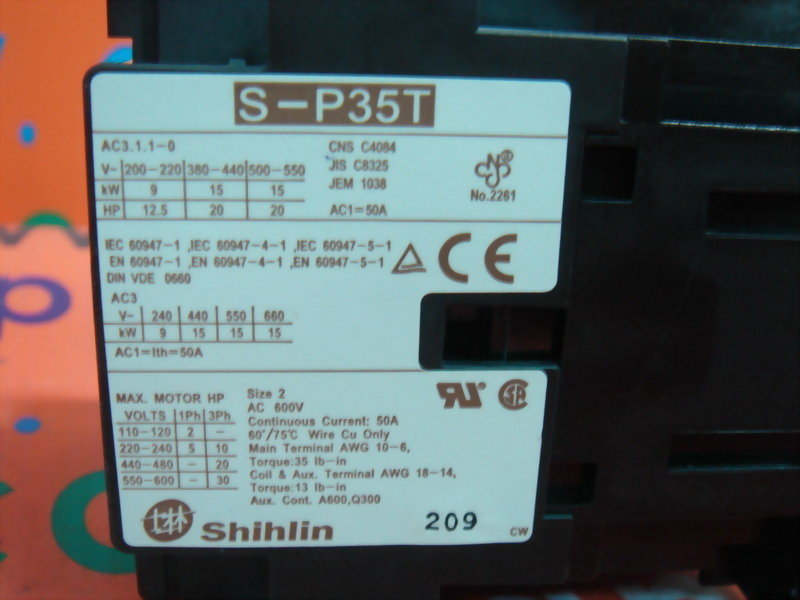 S-P35T
AC3.1.1-0
V~ 200-220 380-440 500-550
kW 9 15 15
HP 12.5 20 20
CNS C4084
JIS C8325
JEM 1038
AC1=50A
No.2261
IEC 60947-1 ,IEC 60947-4-1 ,IEC 60947-5-1
EN 60947-1 ,EN 60947-4-1 ,EN 60947-5-1
DIN VDE 0660
CE
AC3
V~ 240 440 550 660
kW 9 15 15 15
AC1=Ith=50A
MAX. MOTOR HP
VOLTS 1Ph 3Ph
110-120 2 -
220-240 5 10
440-480 - 20
550-600 - 30
Size 2
AC 600V
Continuous Current: 50A
60°/75℃ Wire Cu Only
Main Terminal AWG 10-6,
Torque:35 lb-in
Coil & Aux. Terminal AWG 18-14,
Torque:13 lb-in
Aux. Cont. A600,Q300
Shihlin
209
CW
p